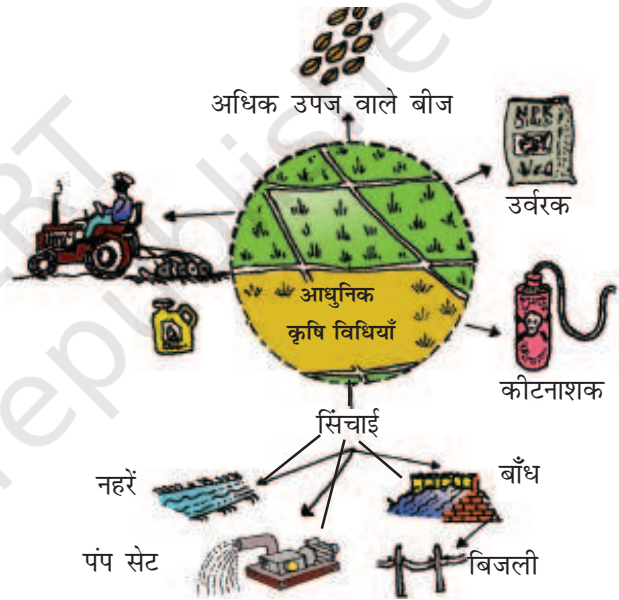 अधिक उपज वाले बीज
उर्वरक
आधुनिक
कृषि विधियाँ
कीटनाशक
सिंचाई
नहरें
बाँध
पंप सेट
बिजली